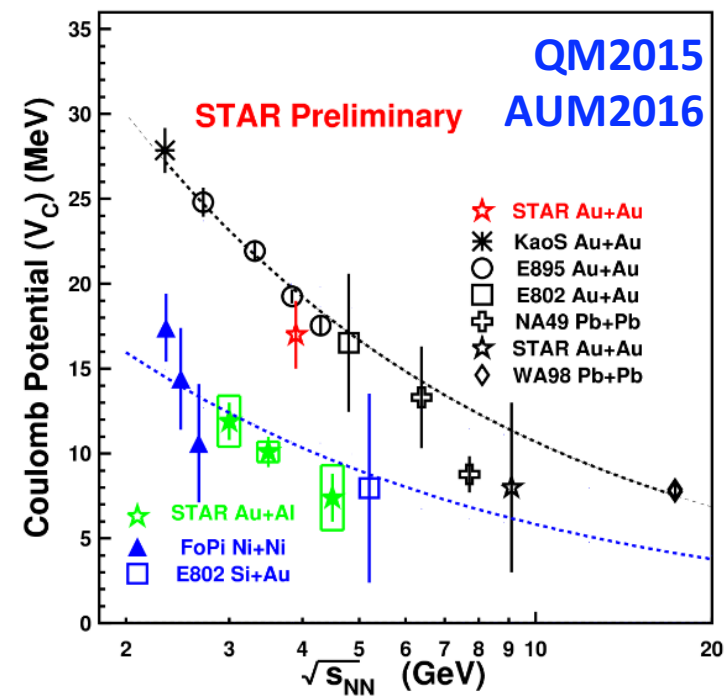 QM2015
AUM2016
STAR Preliminary
Coulomb Potential (V_C) (MeV)
35
30
25
20
15
10
5
0
STAR Au+Au
KaoS Au+Au
E895 Au+Au
E802 Au+Au
NA49 Pb+Pb
STAR Au+Au
WA98 Pb+Pb
STAR Au+Al
FoPi Ni+Ni
E802 Si+Au
2 3 4 5 6 7 8 9 10 20
√s_NN (GeV)